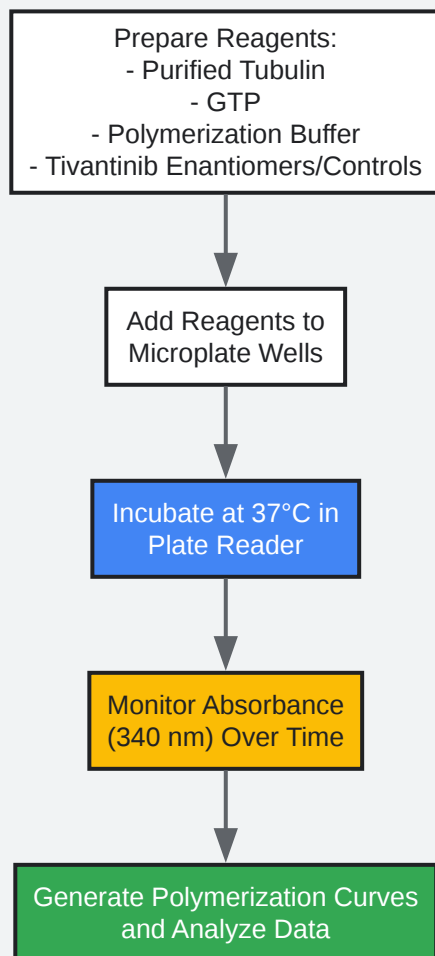 Prepare Reagents:
- Purified Tubulin
- GTP
- Polymerization Buffer
- Tivantinib Enantiomers/Controls
Add Reagents to
Microplate Wells
Incubate at 37°C in
Plate Reader
Monitor Absorbance
(340 nm) Over Time
Generate Polymerization Curves
and Analyze Data